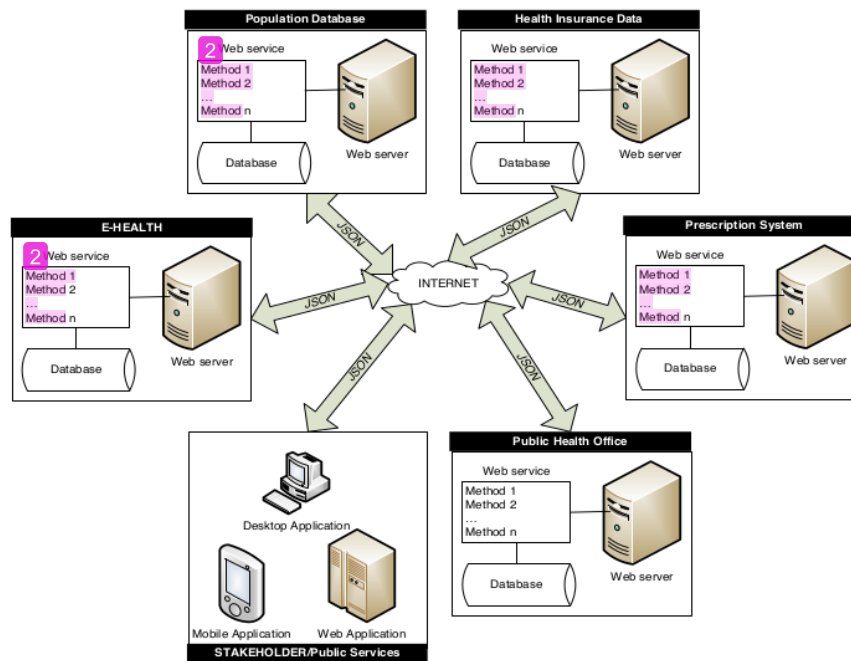 Population Database
2
Web service
Method 1
Method 2
...
Method n
Web server
Database
Health Insurance Data
Web service
Method 1
Method 2
...
Method n
Web server
Database
JSON
JSON
E-HEALTH
2
Web service
Method 1
Method 2
...
Method n
Web server
Database
JSON
INTERNET
JSON
Prescription System
Web service
Method 1
Method 2
...
Method n
Web server
Database
JSON
JSON
Desktop Application
Mobile Application
Web Application
STAKEHOLDER/Public Services
Public Health Office
Web service
Method 1
Method 2
...
Method n
Web server
Database